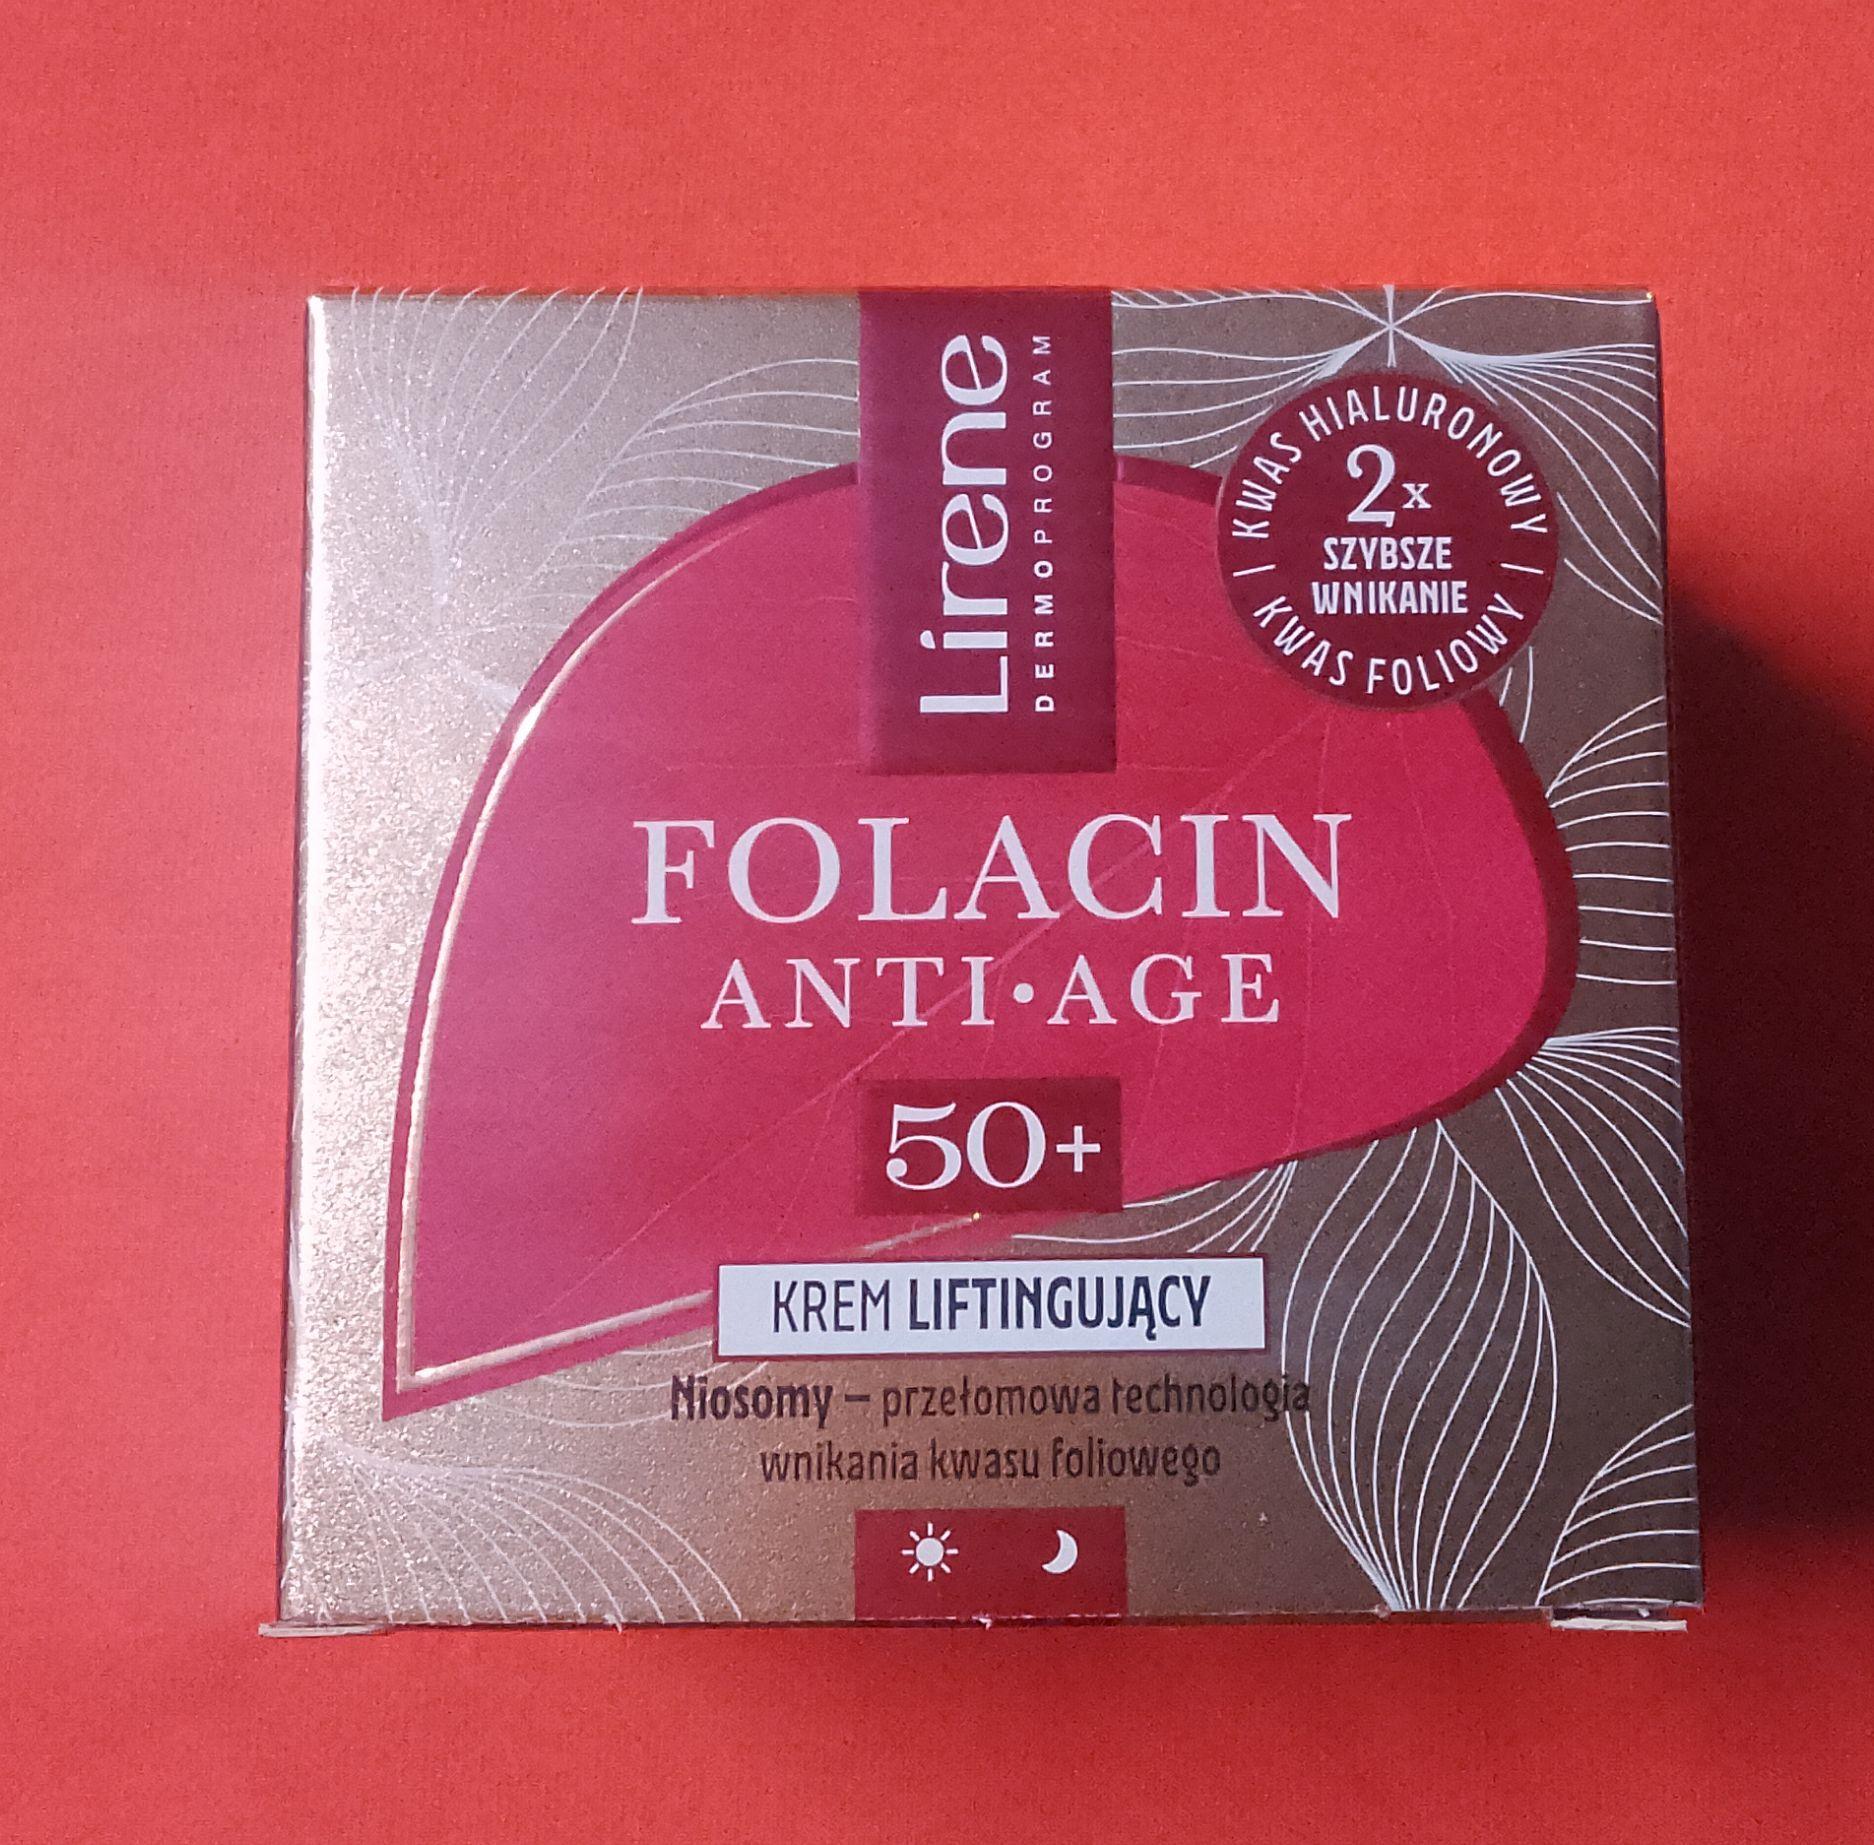 Lirene
DERMOPROGRAM
KWAS HIALURONOWY
2x
SZYBSZE
WNIKANIE
KWAS FOLIOWY
FOLACIN
ANTI•AGE
50+
KREM LIFTINGUJĄCY
Niosomy – przełomowa technologia
wnikania kwasu foliowego